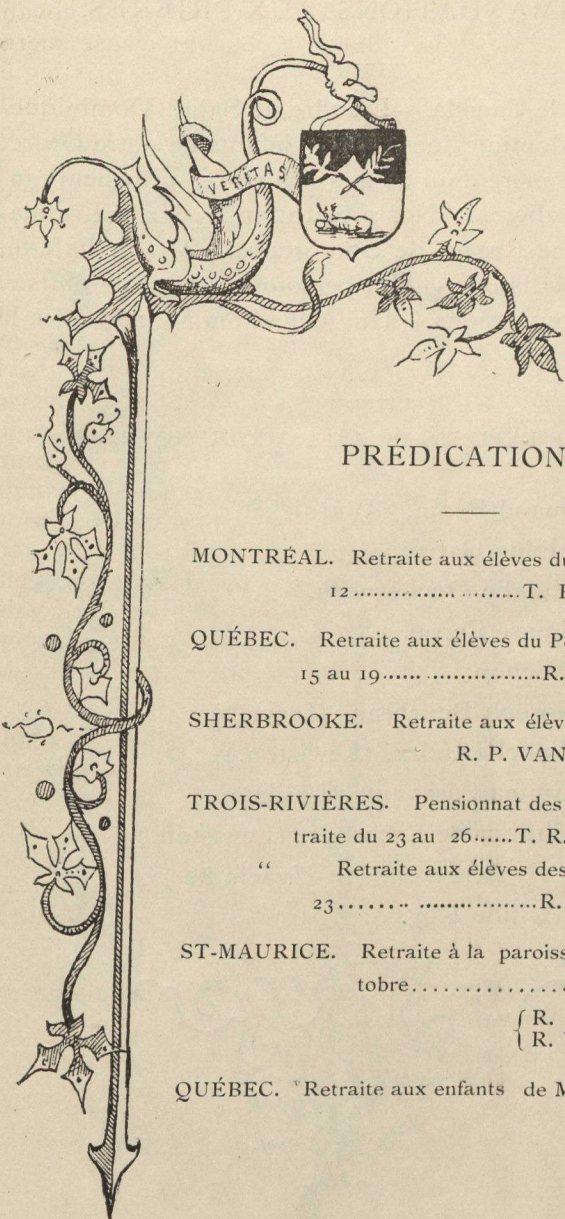 VERITAS
PRÉDICATION
MONTRÉAL. Retraite aux élèves du
12........................T.
QUÉBEC. Retraite aux élèves du
15 au 19........................R.
SHERBROOKE. Retraite aux
R. P. VAN
TROIS-RIVIÈRES. Pensionnat des
traite du 23 au 26......T. R.
“ Retraite aux élèves des
23........................R.
ST-MAURICE. Retraite à la
tobre...............
{ R.
{ R.
QUÉBEC. Retraite aux enfants de